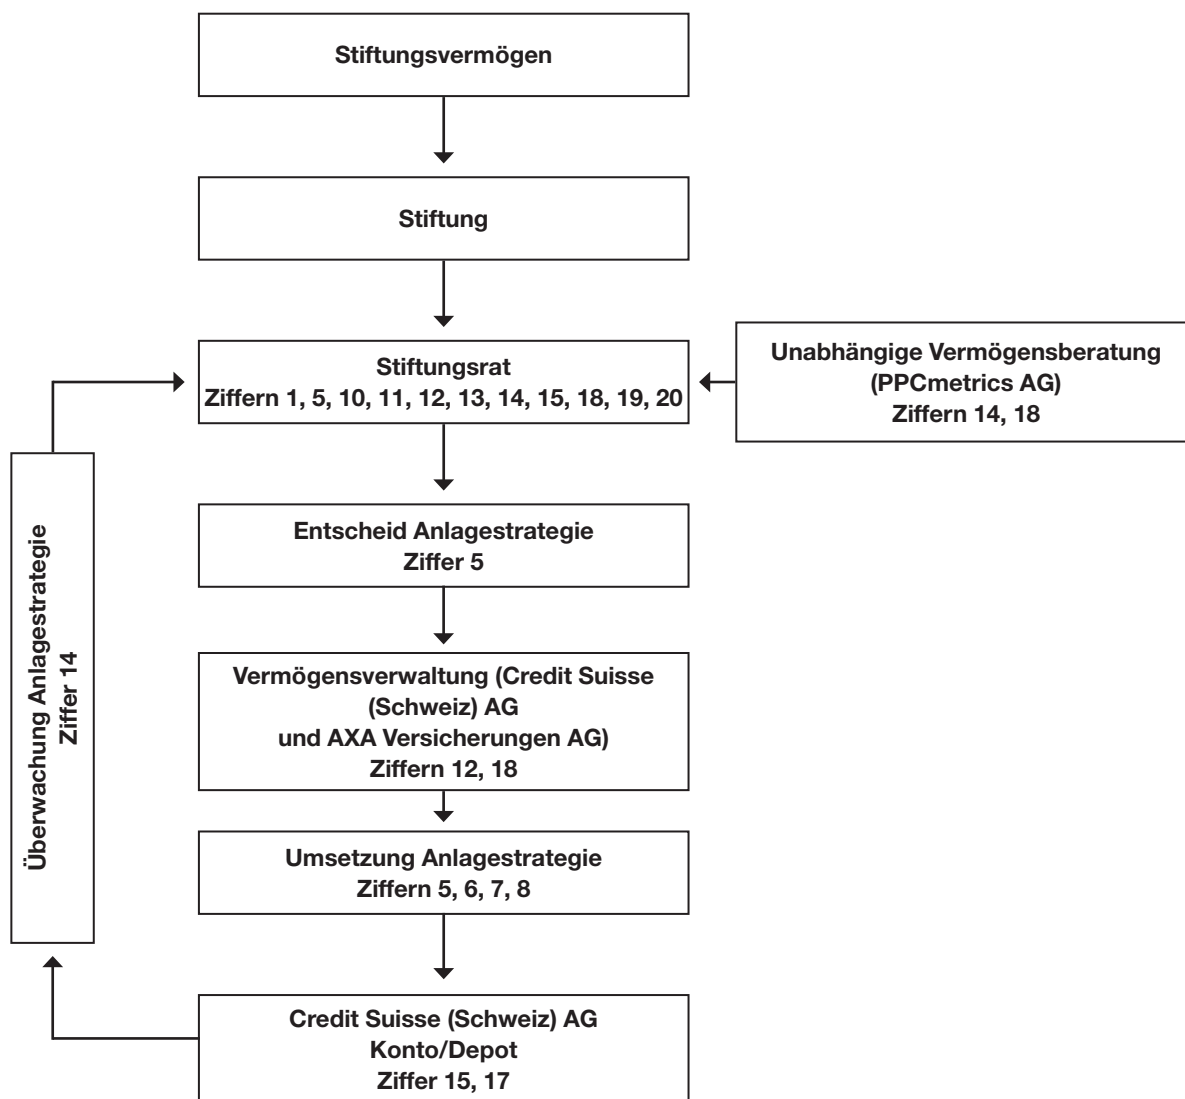 Stiftungsvermögen
Stiftung
Stiftungsrat
Ziffern 1, 5, 10, 11, 12, 13, 14, 15, 18, 19, 20
Unabhängige Vermögensberatung
(PPCmetrics AG)
Ziffern 14, 18
Entscheid Anlagestrategie
Ziffer 5
Vermögensverwaltung (Credit Suisse
(Schweiz) AG
und AXA Versicherungen AG)
Ziffern 12, 18
Umsetzung Anlagestrategie
Ziffern 5, 6, 7, 8
Credit Suisse (Schweiz) AG
Konto/Depot
Ziffer 15, 17
Überwachung Anlagestrategie
Ziffer 14